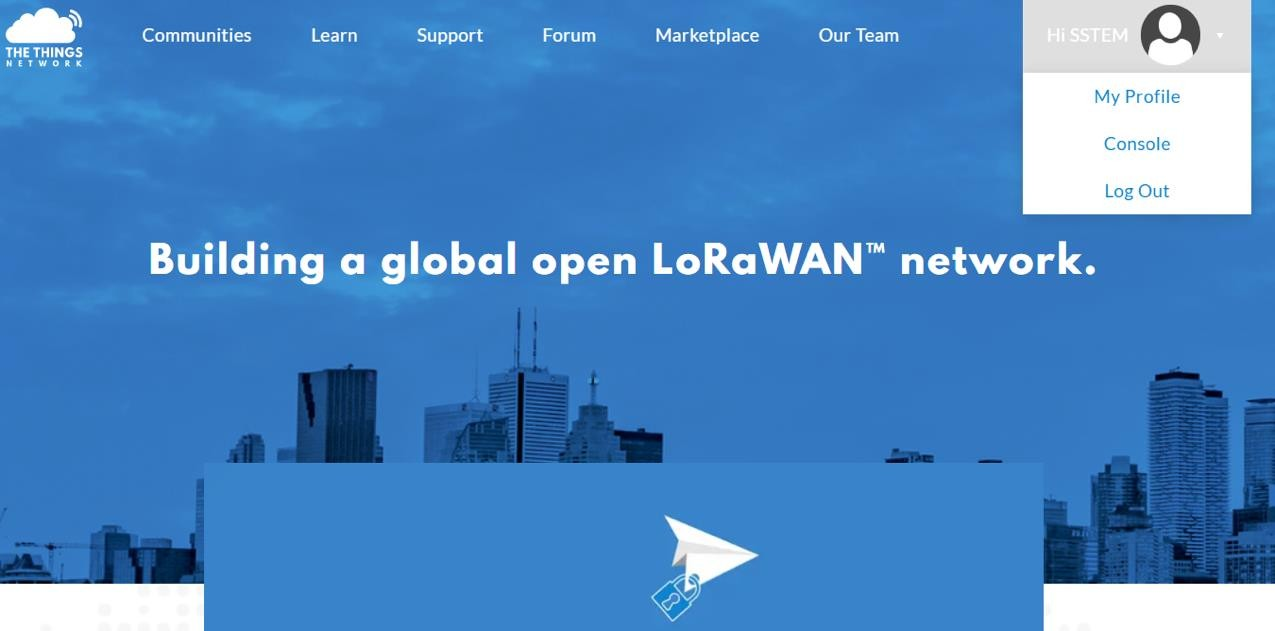 THE THINGS
NETWORK
Communities
Learn
Support
Forum
Marketplace
Our Team
Hi SSTEM
My Profile
Console
Log Out
Building a global open LoRaWAN™ network.